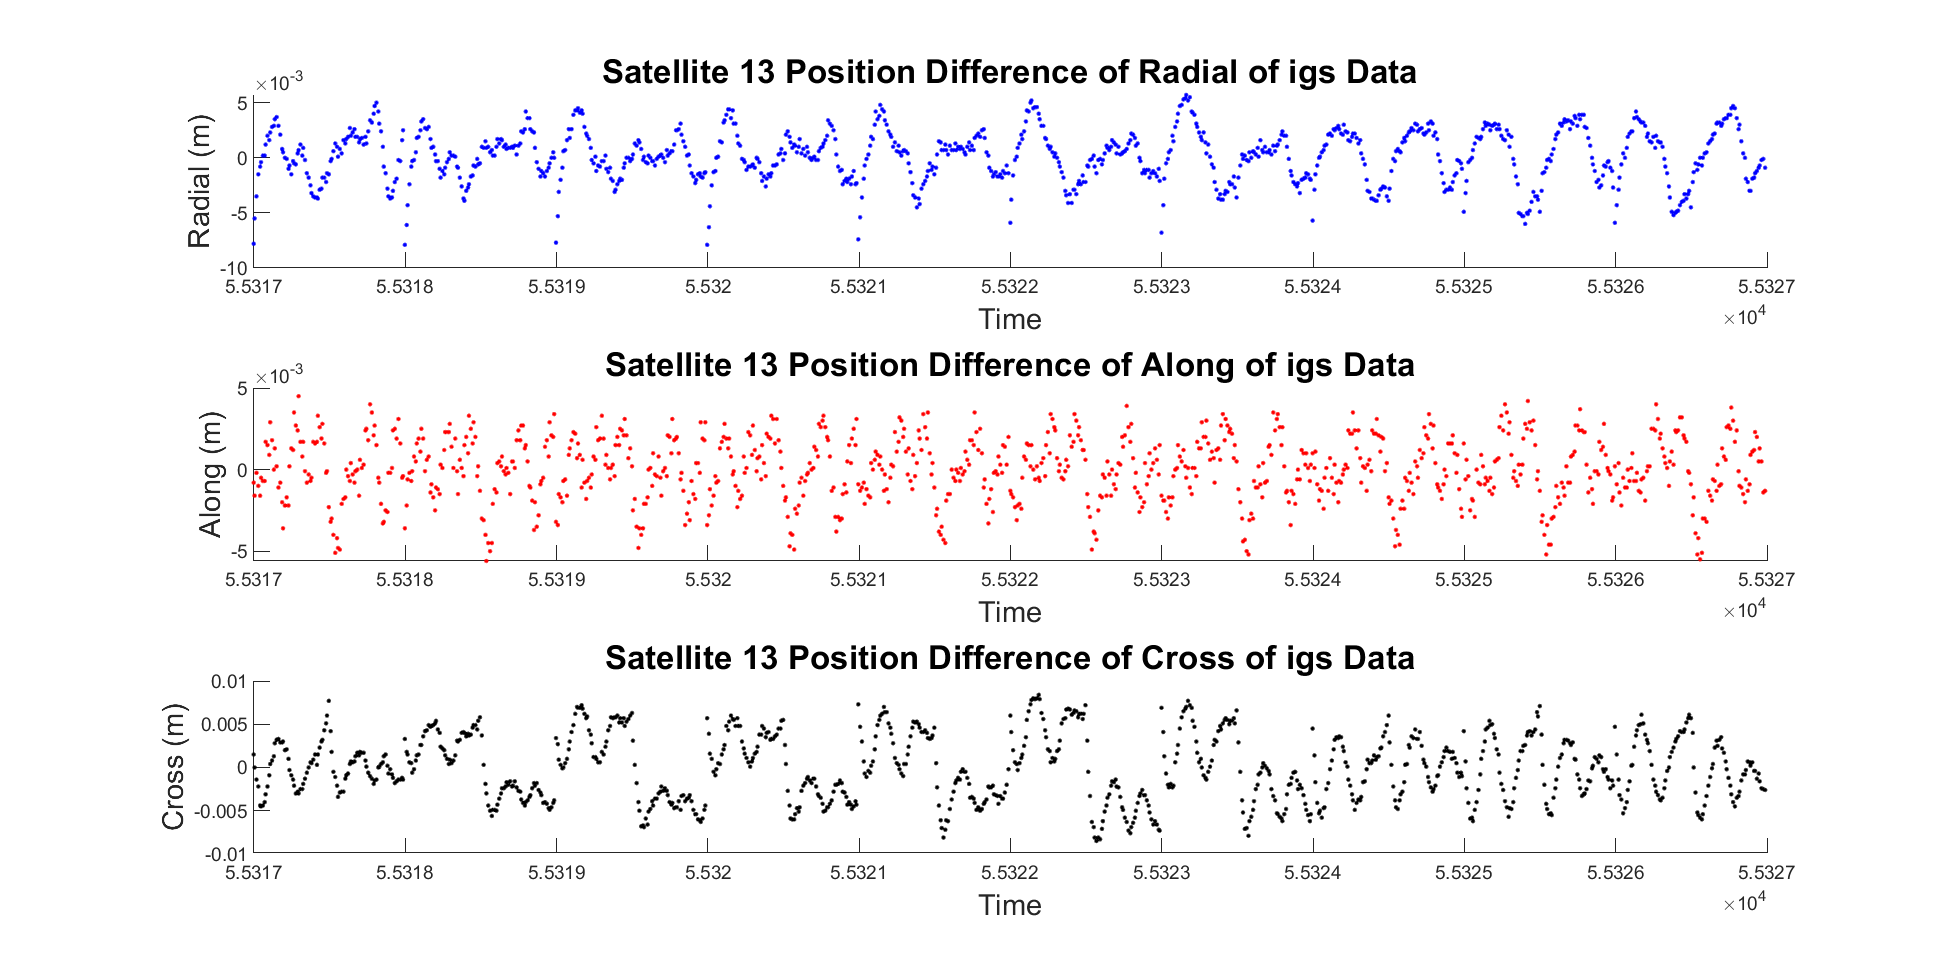 Satellite 13 Position Difference of Radial of igs Data
×10-3
5
0
-5
-10
Radial (m)
5.5317 5.5318 5.5319 5.532 5.5321 5.5322 5.5323 5.5324 5.5325 5.5326 5.5327
Time
×104
Satellite 13 Position Difference of Along of igs Data
×10-3
5
0
-5
Along (m)
5.5317 5.5318 5.5319 5.532 5.5321 5.5322 5.5323 5.5324 5.5325 5.5326 5.5327
Time
×104
Satellite 13 Position Difference of Cross of igs Data
0.01
0.005
0
-0.005
-0.01
Cross (m)
5.5317 5.5318 5.5319 5.532 5.5321 5.5322 5.5323 5.5324 5.5325 5.5326 5.5327
Time
×104